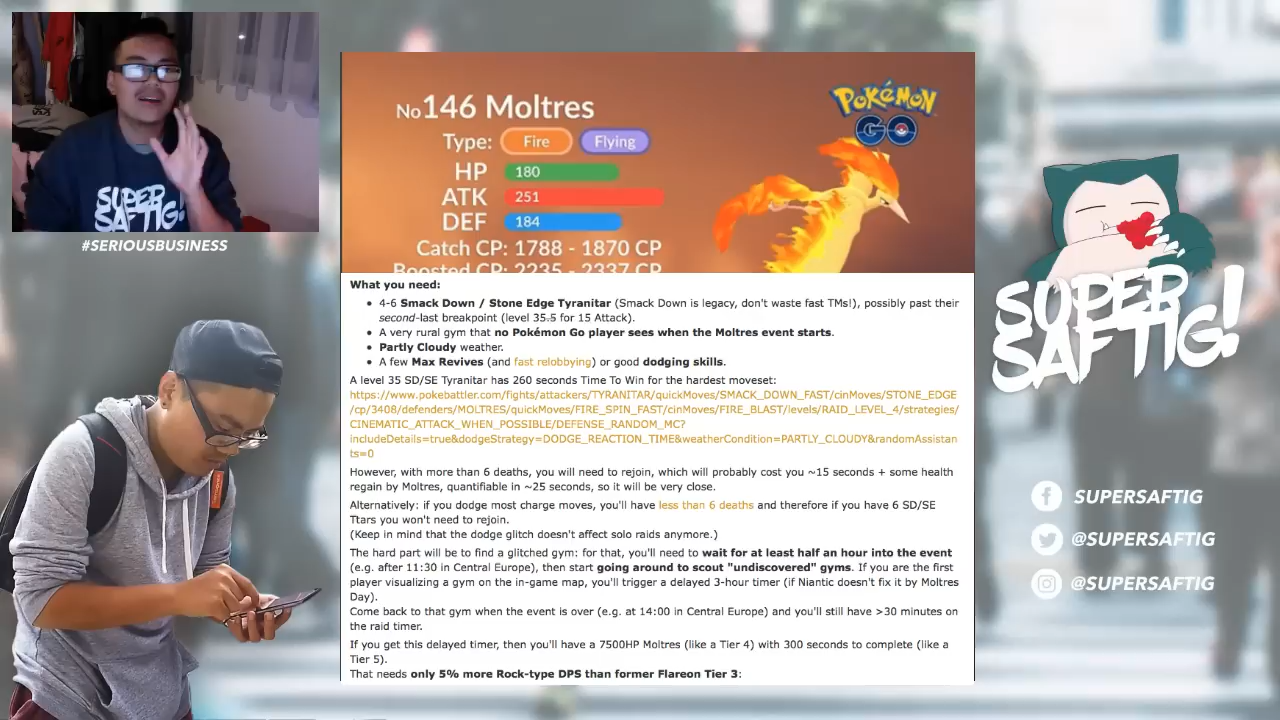 SUPER
SAFTIG!
#SERIOUSBUSINESS
No146 Moltres
Type: Fire Flying
HP 180
ATK 251
DEF 184
Catch CP: 1788 - 1870 CP
Boosted CP: 2235 - 2337 CP
POKéMON
GO
What you need:
• 4-6 Smack Down / Stone Edge Tyranitar (Smack Down is legacy, don't waste fast TMs!), possibly past their
second-last breakpoint (level 35.5 for 15 Attack).
• A very rural gym that no Pokémon Go player sees when the Moltres event starts.
• Partly Cloudy weather.
• A few Max Revives (and fast relobbying) or good dodging skills.
A level 35 SD/SE Tyranitar has 260 seconds Time To Win for the hardest moveset:
https://www.pokebattler.com/fights/attackers/TYRANITAR/quickMoves/SMACK_DOWN_FAST/cinMoves/STONE_EDGE
/cp/3408/defenders/MOLTRES/quickMoves/FIRE_SPIN_FAST/cinMoves/FIRE_BLAST/levels/RAID_LEVEL_4/strategies/
CINEMATIC_ATTACK_WHEN_POSSIBLE/DEFENSE_RANDOM_MC?
includeDetails=true&dodgeStrategy=DODGE_REACTION_TIME&weatherCondition=PARTLY_CLOUDY&randomAssistan
ts=0
However, with more than 6 deaths, you will need to rejoin, which will probably cost you ~15 seconds + some health
regain by Moltres, quantifiable in ~25 seconds, so it will be very close.
Alternatively: if you dodge most charge moves, you'll have less than 6 deaths and therefore if you have 6 SD/SE
Ttars you won't need to rejoin.
(Keep in mind that the dodge glitch doesn't affect solo raids anymore.)
The hard part will be to find a glitched gym: for that, you'll need to wait for at least half an hour into the event
(e.g. after 11:30 in Central Europe), then start going around to scout "undiscovered" gyms. If you are the first
player visualizing a gym on the in-game map, you'll trigger a delayed 3-hour timer (if Niantic doesn't fix it by Moltres
Day).
Come back to that gym when the event is over (e.g. at 14:00 in Central Europe) and you'll still have >30 minutes on
the raid timer.
If you get this delayed timer, then you'll have a 7500HP Moltres (like a Tier 4) with 300 seconds to complete (like a
Tier 5).
That needs only 5% more Rock-type DPS than former Flareon Tier 3:
SUPER
SAFTIG!
SUPERSAFTIG
@SUPERSAFTIG
@SUPERSAFTIG